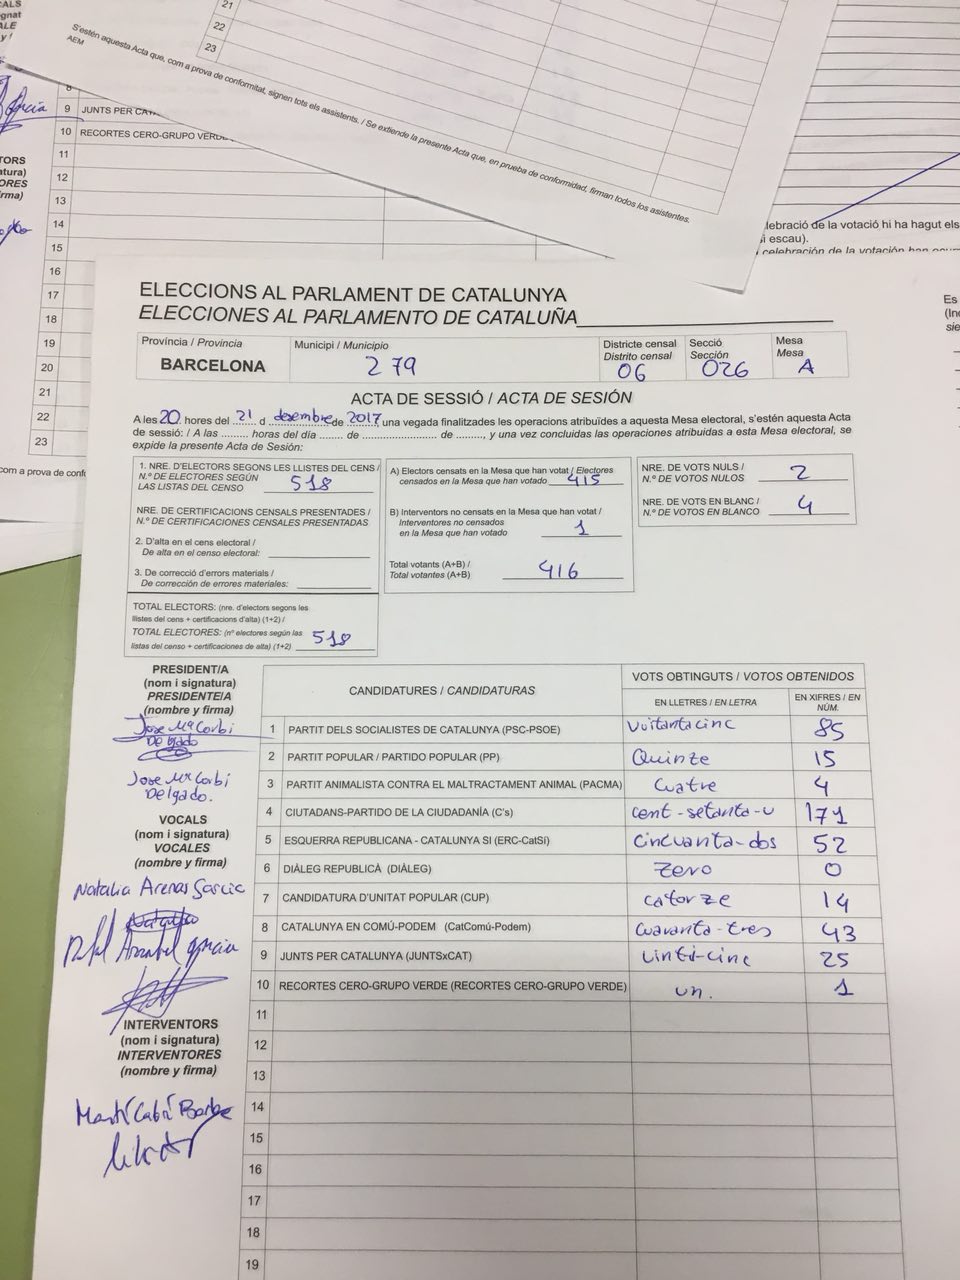 21
22
23
S'estén aquesta Acta que, com a prova de conformitat, signen tots els assistents. / Se extiende la presente Acta que, en prueba de conformidad, firman todos los asistentes.
AEM
9 JUNTS PER CATA
10 RECORTES CERO-GRUPO VERDE
11
12
13
14
15
16
17
18
19
20
21
22
23
com a prova de conf
lebració de la votació hi ha hagut els
si escau).
celebración de la votación han
Es
(In
sie
ELECCIONS AL PARLAMENT DE CATALUNYA
ELECCIONES AL PARLAMENTO DE CATALUÑA
Província / Provincia
BARCELONA
Municipi / Municipio
279
Districte censal
Distrito censal
06
Secció
Sección
026
Mesa
Mesa
A
ACTA DE SESSIÓ / ACTA DE SESIÓN
A les 20 hores del 21 d desembre de 2017 una vegada finalitzades les operacions atribuïdes a aquesta Mesa electoral, s'estén aquesta Acta
de sessió: / A las ......... horas del día ....... de ................... de ........, y una vez concluidas las operaciones atribuidas a esta Mesa electoral, se
expide la presente Acta de Sesión:
1. NRE. D'ELECTORS SEGONS LES LLISTES DEL CENS /
N.º DE ELECTORES SEGÚN
LAS LISTAS DEL CENSO 518
NRE. DE CERTIFICACIONS CENSALS PRESENTADES /
N.º DE CERTIFICACIONES CENSALES PRESENTADAS
2. D'alta en el cens electoral /
De alta en el censo electoral:
3. De correcció d'errors materials /
De corrección de errores materiales:
TOTAL ELECTORS: (nre. d'electors segons les
llistes del cens + certificacions d'alta) (1+2) /
TOTAL ELECTORES: (nº electores según las
listas del censo + certificaciones de alta) (1+2) 518
A) Electors censats en la Mesa que han votat / Electores
censados en la Mesa que han votado 415
B) Interventors no censats en la Mesa que han votat /
Interventores no censados
en la Mesa que han votado 1
Total votants (A+B) /
Total votantes (A+B) 416
NRE. DE VOTS NULS /
N.º DE VOTOS NULOS 2
NRE. DE VOTS EN BLANC /
N.º DE VOTOS EN BLANCO 4
PRESIDENT/A
(nom i signatura)
PRESIDENTE/A
(nombre y firma)
Jose Mª Corbi
Delgado
Jose Mª Corbi
Delgado.
VOCALS
(nom i signatura)
VOCALES
(nombre y firma)
Natalia Arenas Garcia
INTERVENTORS
(nom i signatura)
INTERVENTORES
(nombre y firma)
Martí Cabré
CANDIDATURES / CANDIDATURAS
VOTS OBTINGUTS / VOTOS OBTENIDOS
EN LLETRES / EN LETRA
EN XIFRES / EN NÚM.
1 PARTIT DELS SOCIALISTES DE CATALUNYA (PSC-PSOE) Vuitanta cinc 85
2 PARTIT POPULAR / PARTIDO POPULAR (PP) Quinze 15
3 PARTIT ANIMALISTA CONTRA EL MALTRACTAMENT ANIMAL (PACMA) Cuatre 4
4 CIUTADANS-PARTIDO DE LA CIUDADANÍA (C's) cent-setanta-u 171
5 ESQUERRA REPUBLICANA - CATALUNYA SI (ERC-CatSí) Cincuanta-dos 52
6 DIÀLEG REPUBLICÀ (DIÀLEG) Zero 0
7 CANDIDATURA D'UNITAT POPULAR (CUP) catorze 14
8 CATALUNYA EN COMÚ-PODEM (CatComú-Podem) Cuaranta-tres 43
9 JUNTS PER CATALUNYA (JUNTSxCAT) Vinti-cinc 25
10 RECORTES CERO-GRUPO VERDE (RECORTES CERO-GRUPO VERDE) un. 1
11
12
13
14
15
16
17
18
19